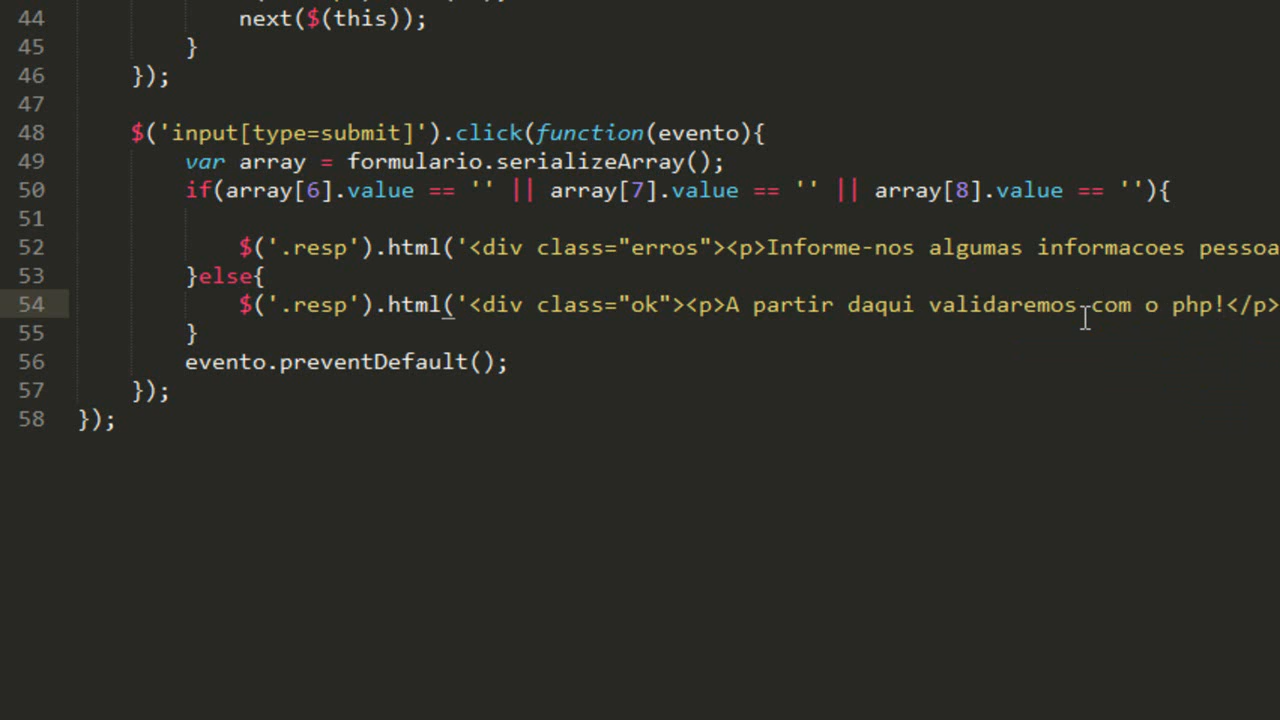 44 next($(this));
45 }
46 });
47
48 $('input[type=submit]').click(function(evento){
49 var array = formulario.serializeArray();
50 if(array[6].value == '' || array[7].value == '' || array[8].value == ''){
51
52 $('.resp').html('<div class="erros"><p>Informe-nos algumas informacoes pessoa
53 }else{
54 $('.resp').html('<div class="ok"><p>A partir daqui validaremos com o php!</p>
55 }
56 evento.preventDefault();
57 });
58 });